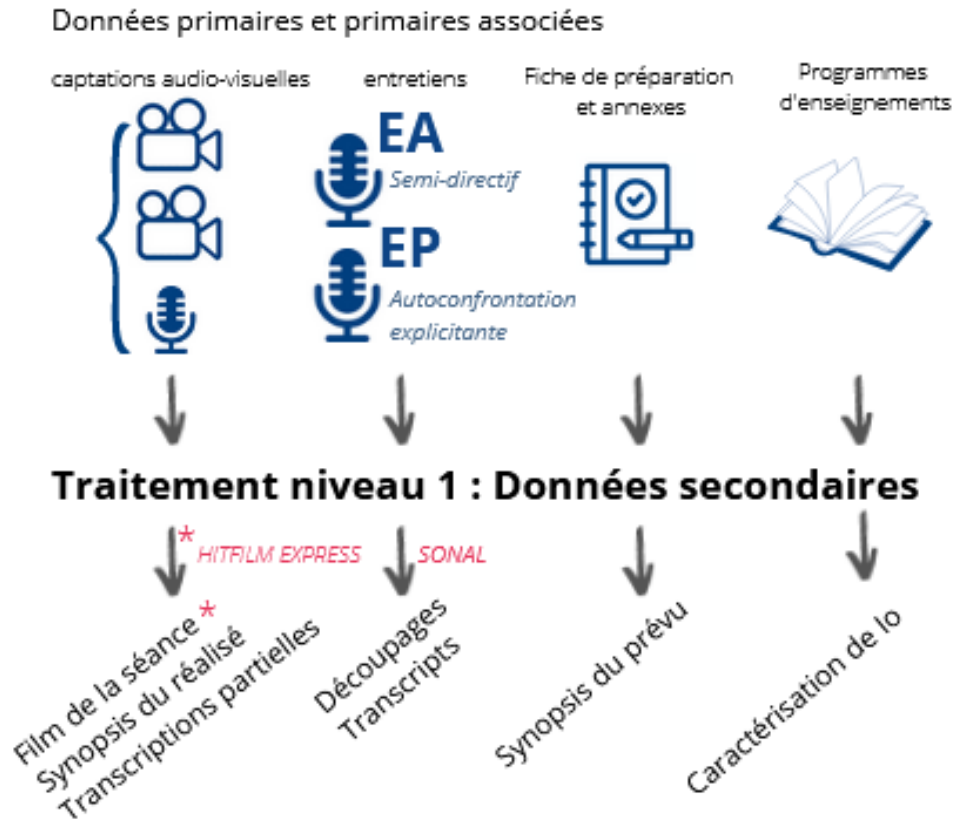 Données primaires et primaires associées
captations audio-visuelles
entretiens
Fiche de préparation
et annexes
Programmes
d'enseignements
EA
Semi-directif
EP
Autoconfrontation
explicitante
Traitement niveau 1 : Données secondaires
* HITFILM EXPRESS
SONAL
Film de la séance *
Synopsis du réalisé
Transcriptions partielles
Découpages
Transcripts
Synopsis du prévu
Caractérisation de lo